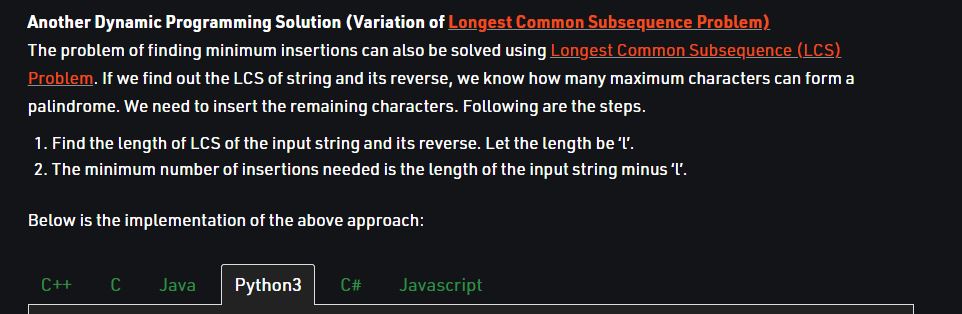 Another Dynamic Programming Solution (Variation of Longest Common Subsequence Problem)
The problem of finding minimum insertions can also be solved using Longest Common Subsequence (LCS)
Problem. If we find out the LCS of string and its reverse, we know how many maximum characters can form a
palindrome. We need to insert the remaining characters. Following are the steps.
1. Find the length of LCS of the input string and its reverse. Let the length be ‘l’.
2. The minimum number of insertions needed is the length of the input string minus ‘l’.
Below is the implementation of the above approach:
C++ C Java Python3 C# Javascript